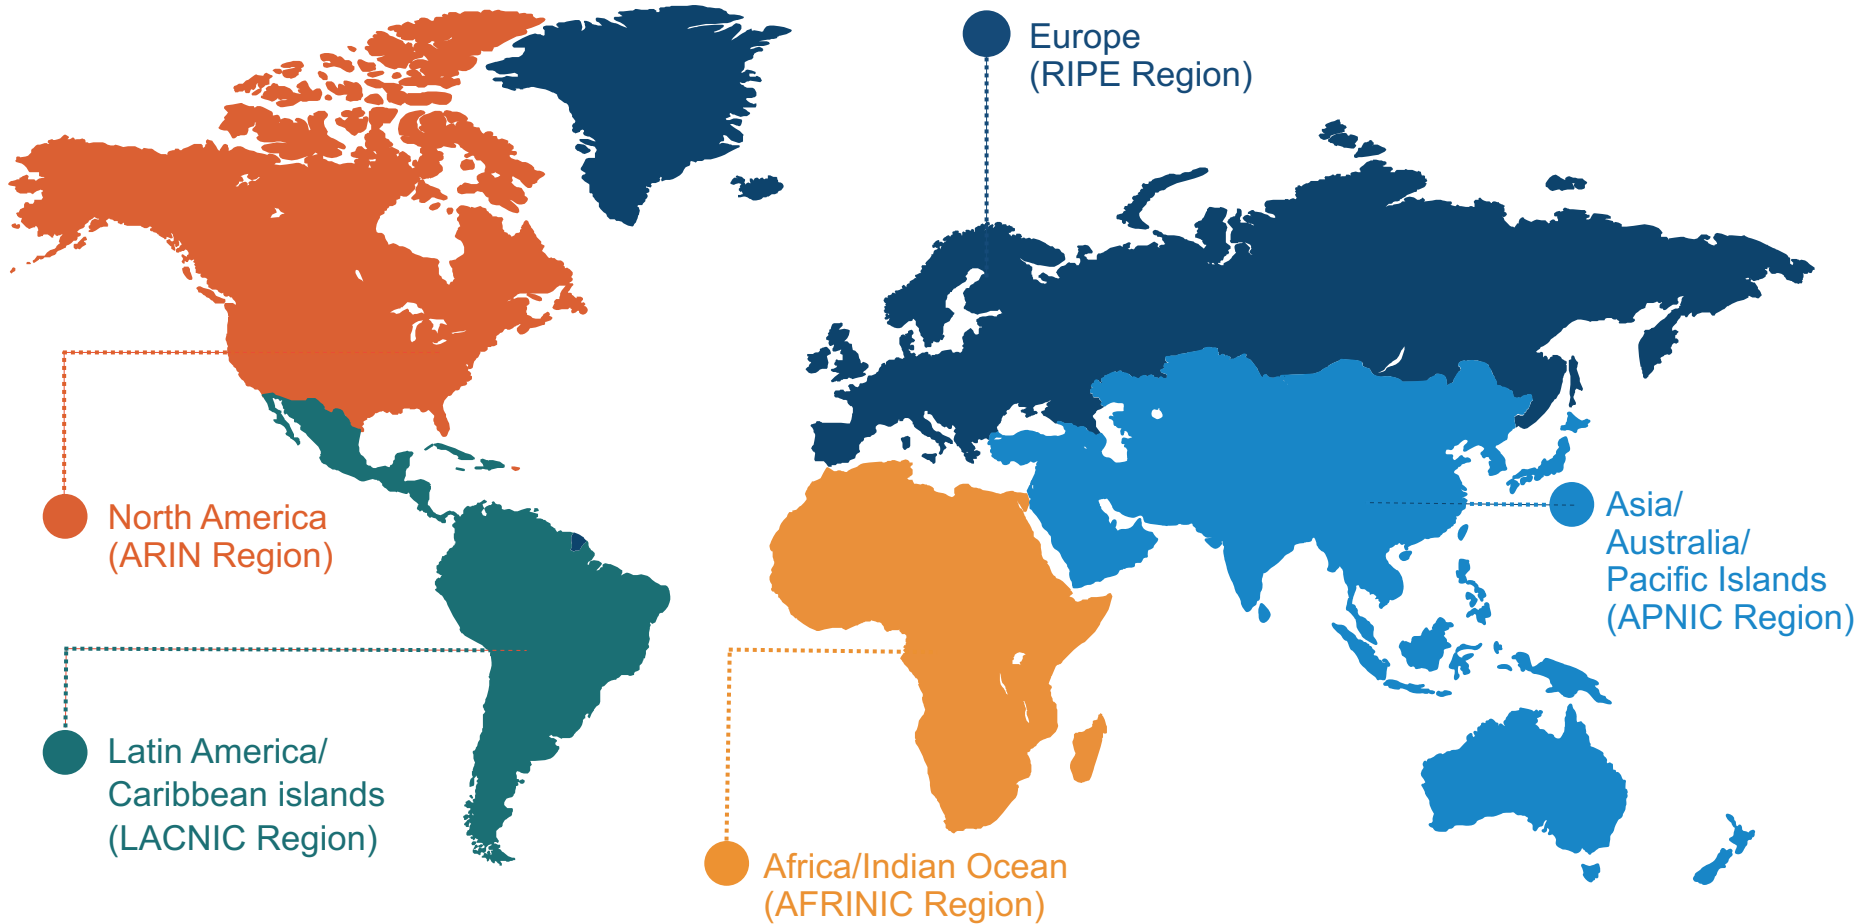 Europe
(RIPE Region)
North America
(ARIN Region)
Asia/
Australia/
Pacific Islands
(APNIC Region)
Latin America/
Caribbean islands
(LACNIC Region)
Africa/Indian Ocean
(AFRINIC Region)